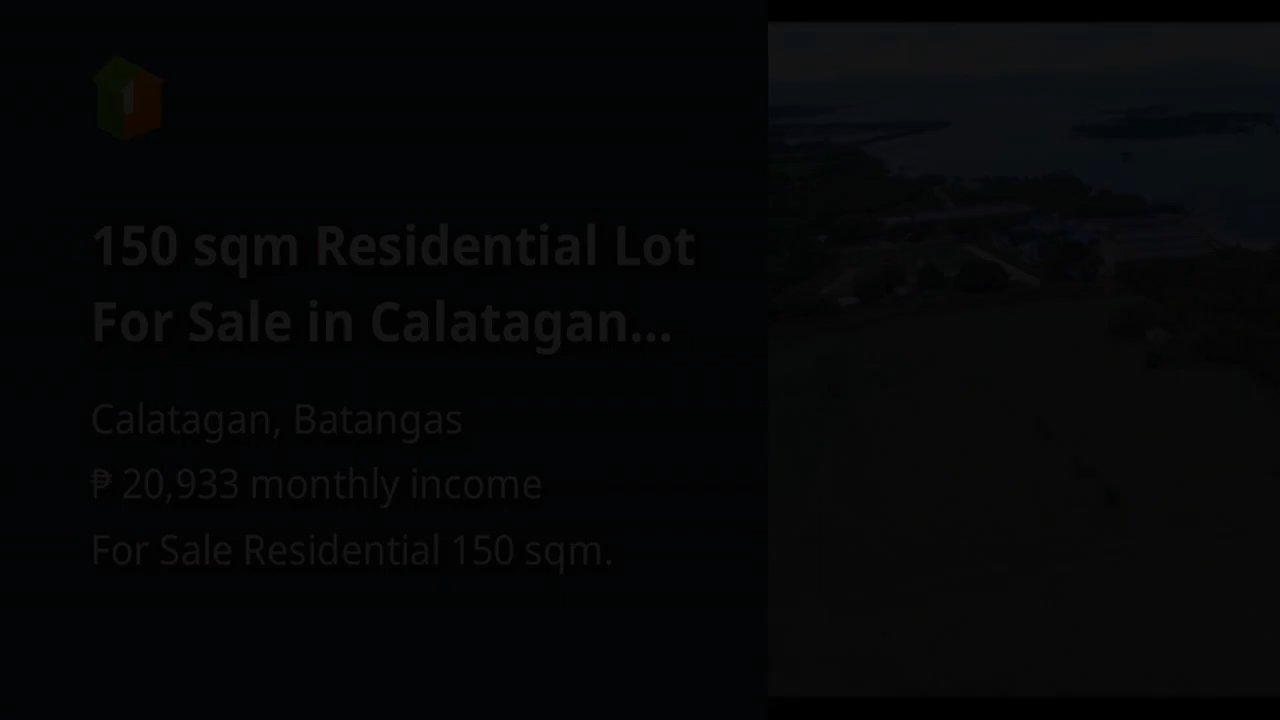 150 sqm Residential Lot
For Sale in Calatagan...
Calatagan, Batangas
₱ 20,933 monthly income
For Sale Residential 150 sqm.